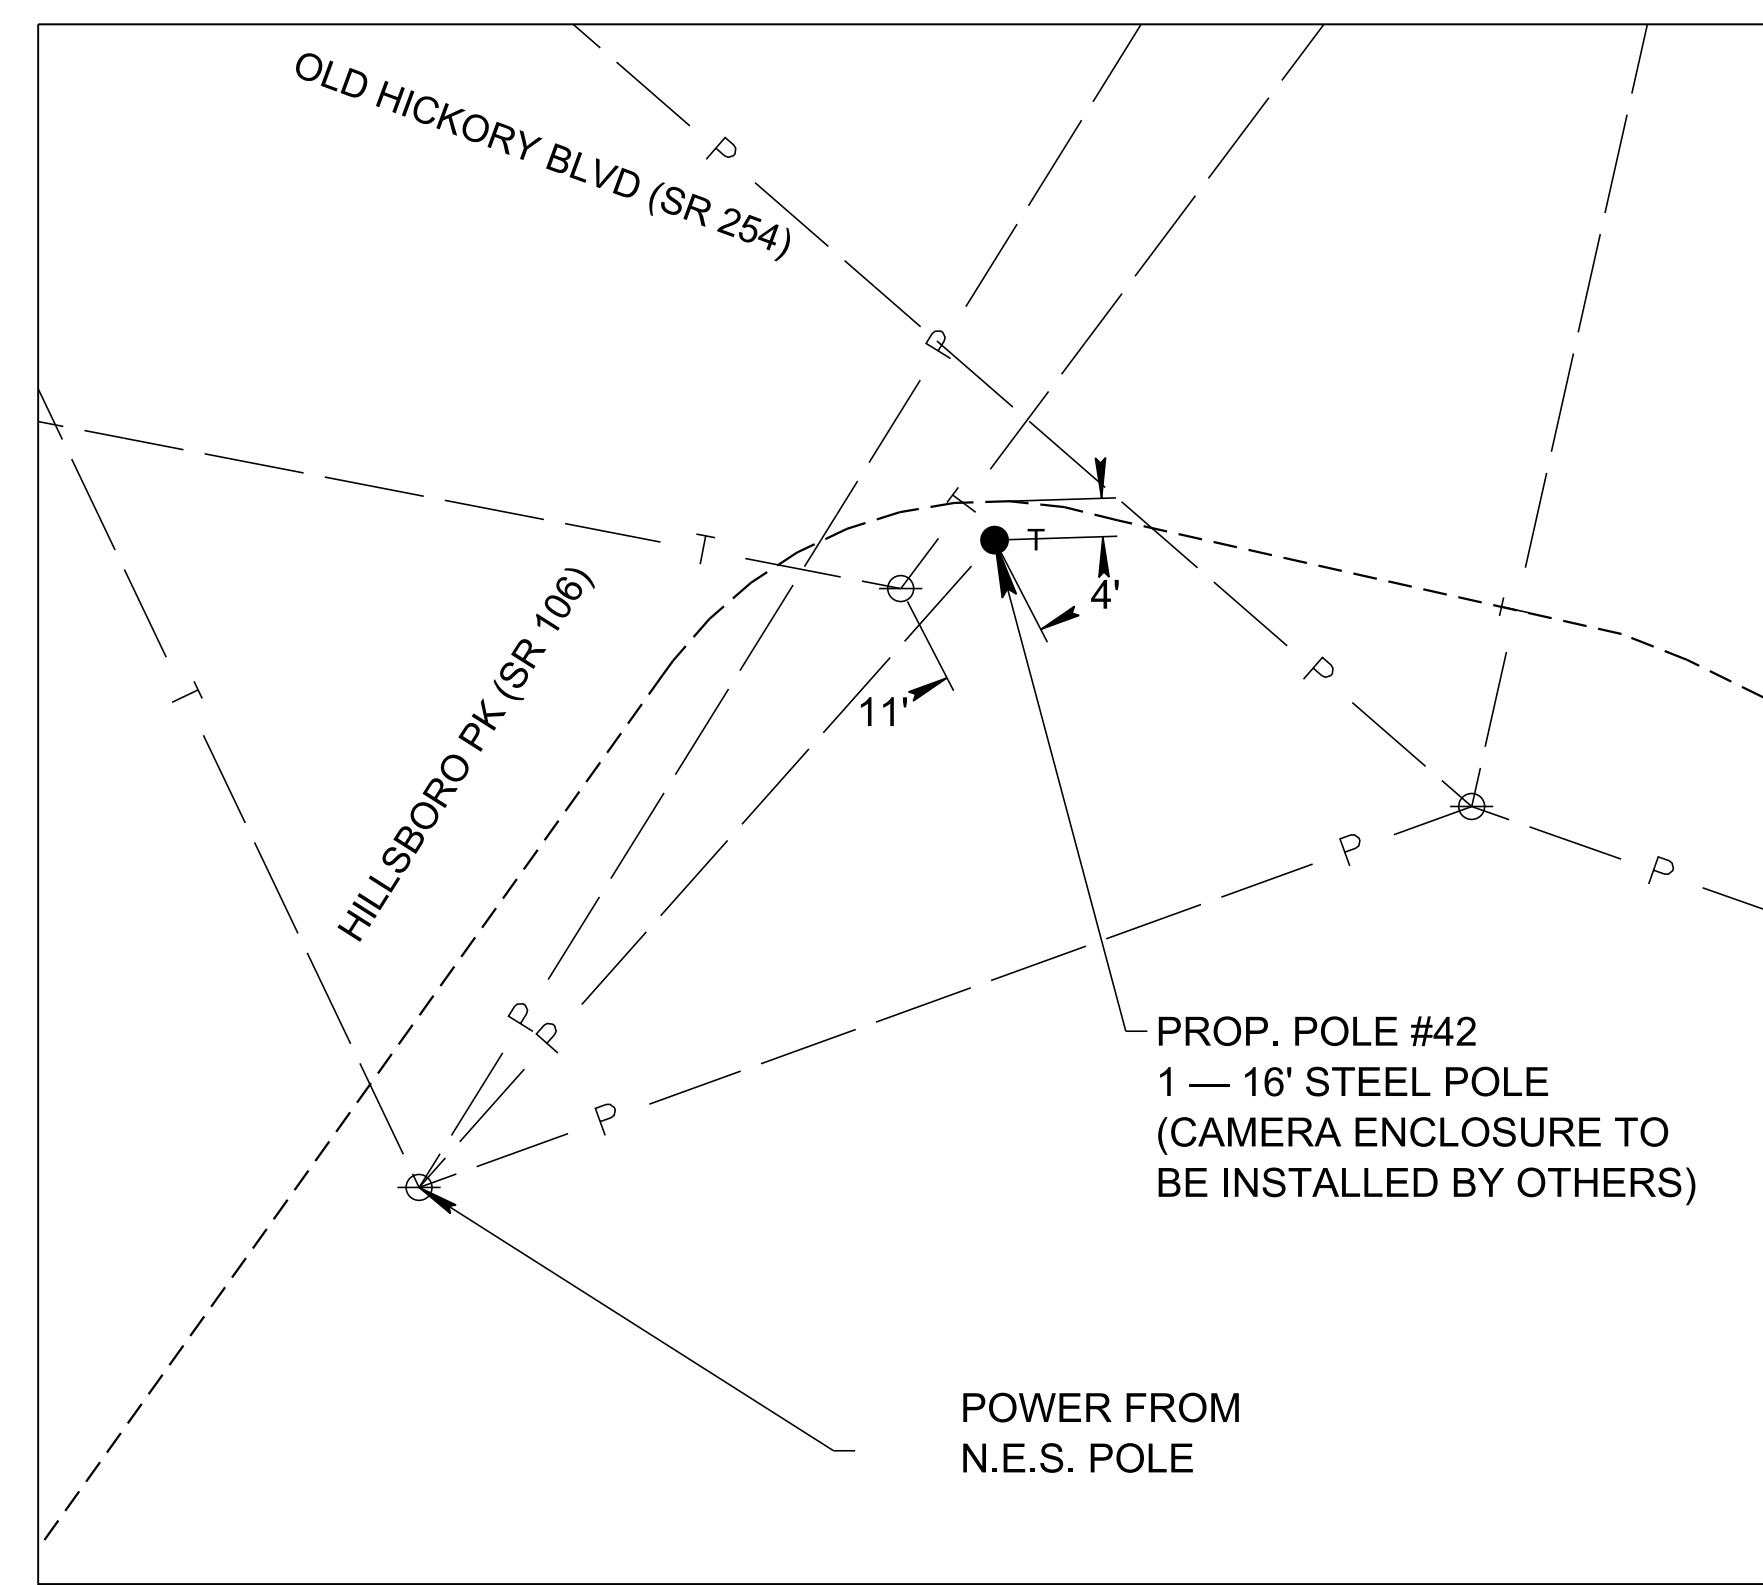 OLD HICKORY BLVD (SR 254)
P
P
T
T
T
4'
T
HILLSBORO PK (SR 106)
11'
P
T
T
P
P
P
P
PROP. POLE #42
1 — 16' STEEL POLE
(CAMERA ENCLOSURE TO
BE INSTALLED BY OTHERS)
P
POWER FROM
N.E.S. POLE